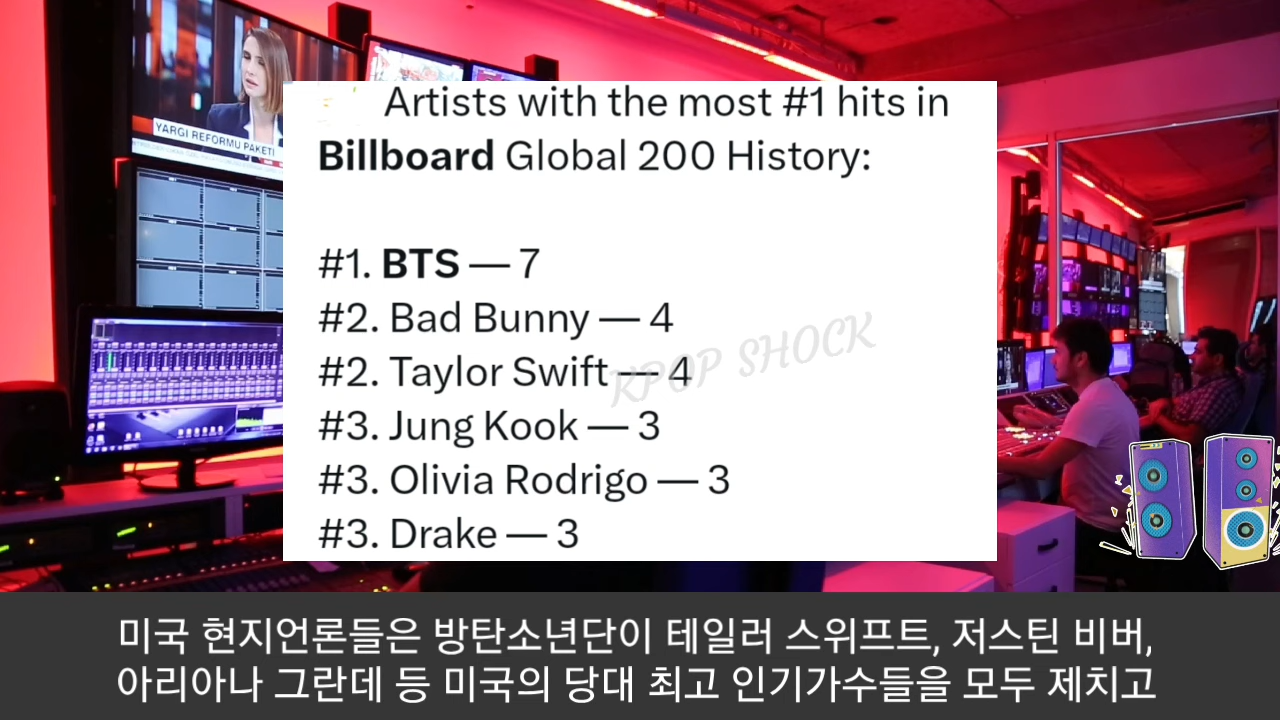 YARGI REFORMU PAKETİ
Artists with the most #1 hits in
Billboard Global 200 History:
#1. BTS — 7
#2. Bad Bunny — 4
#2. Taylor Swift — 4
#3. Jung Kook — 3
#3. Olivia Rodrigo — 3
#3. Drake — 3
KPOP SHOCK
미국 현지언론들은 방탄소년단이 테일러 스위프트, 저스틴 비버,
아리아나 그란데 등 미국의 당대 최고 인기가수들을 모두 제치고